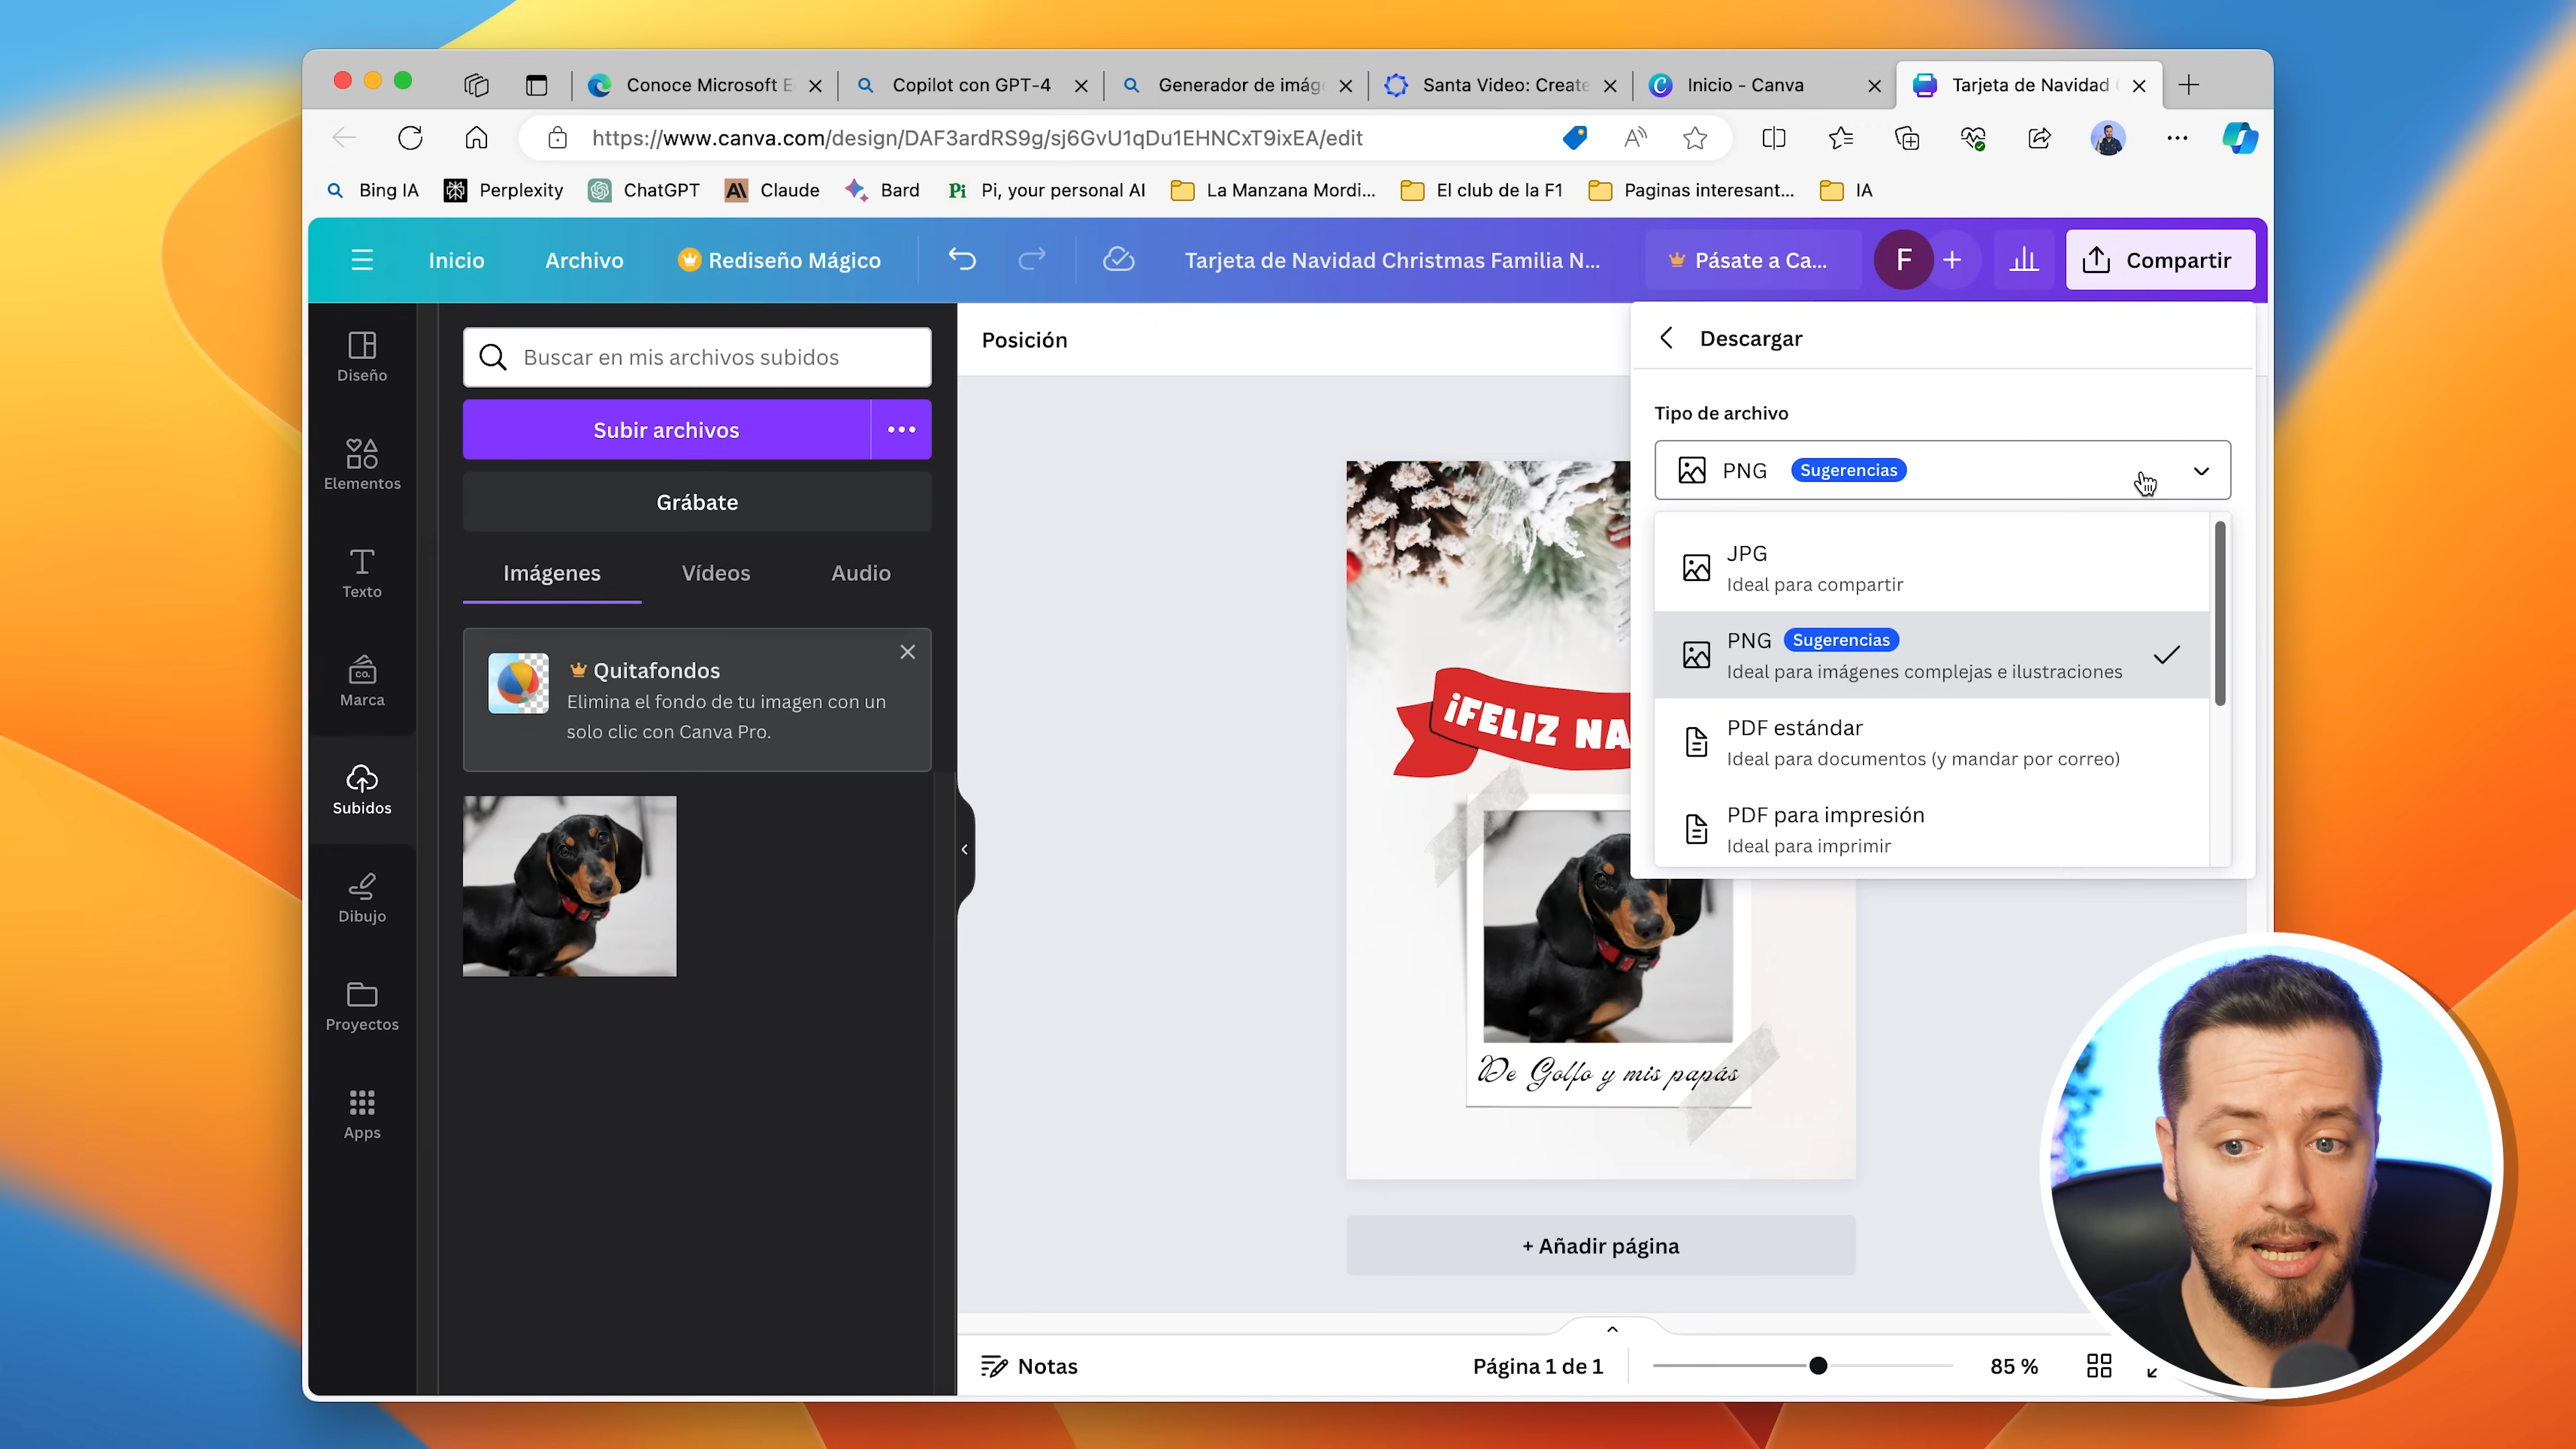 Conoce Microsoft E
Copilot con GPT-4
Generador de imág
Santa Video: Create
Inicio - Canva
Tarjeta de Navidad
https://www.canva.com/design/DAF3ardRS9g/sj6GvU1qDu1EHNCxT9ixEA/edit
Bing IA
Perplexity
ChatGPT
Claude
Bard
Pi, your personal AI
La Manzana Mordi...
El club de la F1
Paginas interesant...
IA
Inicio
Archivo
Rediseño Mágico
Tarjeta de Navidad Christmas Familia N...
Pásate a Ca...
F
Compartir
Diseño
Elementos
Texto
Marca
Subidos
Dibujo
Proyectos
Apps
Buscar en mis archivos subidos
Subir archivos
Grábate
Imágenes
Vídeos
Audio
Quitafondos
Elimina el fondo de tu imagen con un
solo clic con Canva Pro.
Posición
¡FELIZ NA
De Golfo y mis papás
+ Añadir página
Descargar
Tipo de archivo
PNG Sugerencias
JPG
Ideal para compartir
PNG Sugerencias
Ideal para imágenes complejas e ilustraciones
PDF estándar
Ideal para documentos (y mandar por correo)
PDF para impresión
Ideal para imprimir
Notas
Página 1 de 1
85 %